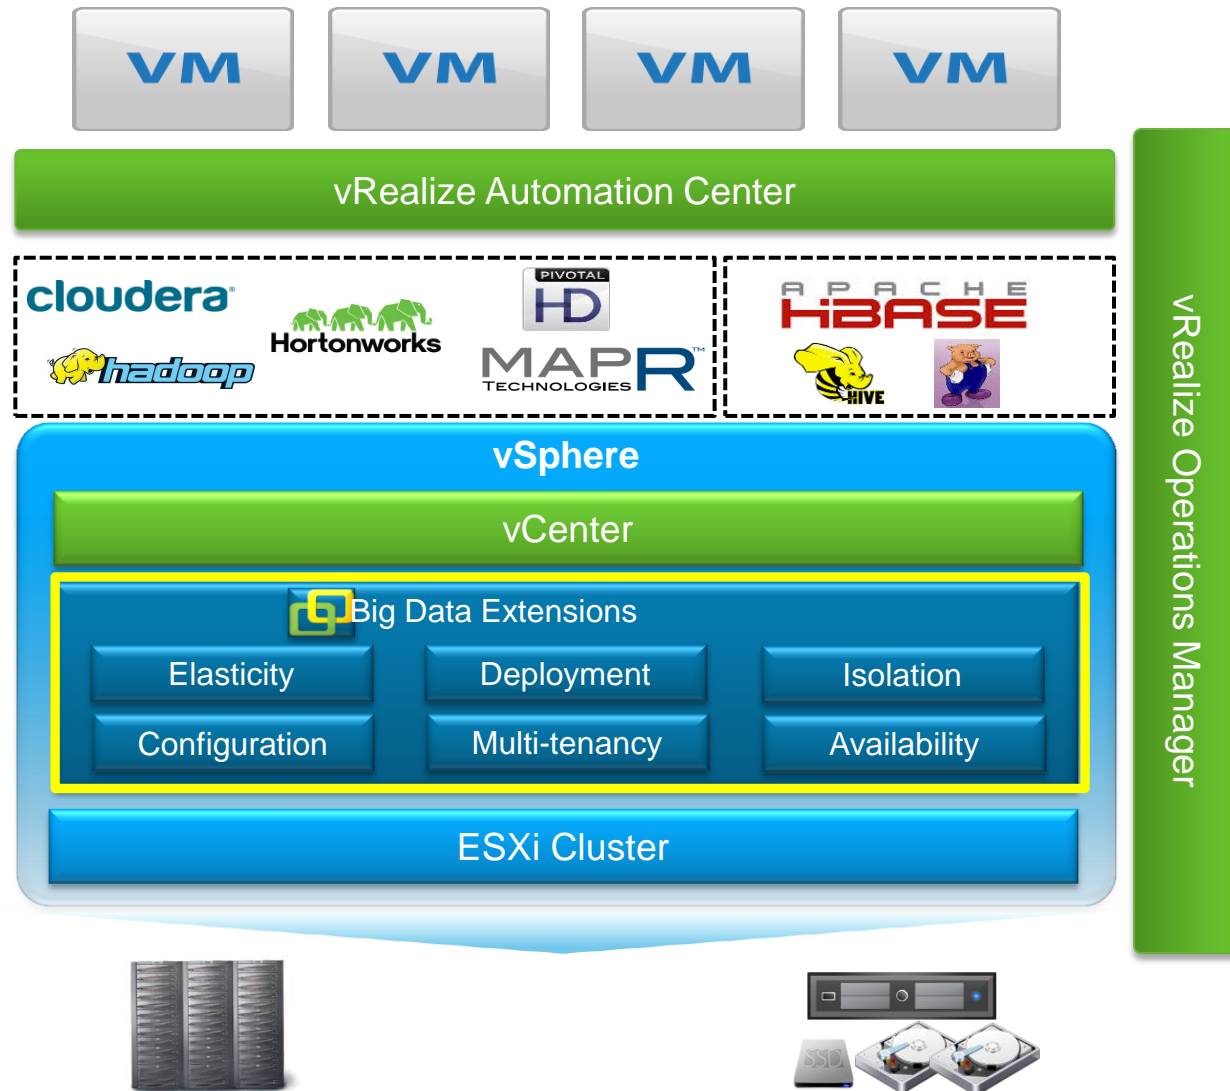 VM
VM
VM
VM
vRealize Automation Center
cloudera®
Hortonworks
hadoop
PIVOTAL
HD
MAPR™
TECHNOLOGIES
APACHE
HBASE
HIVE
vSphere
vCenter
Big Data Extensions
Elasticity
Deployment
Isolation
Configuration
Multi-tenancy
Availability
ESXi Cluster
SSD
vRealize Operations Manager